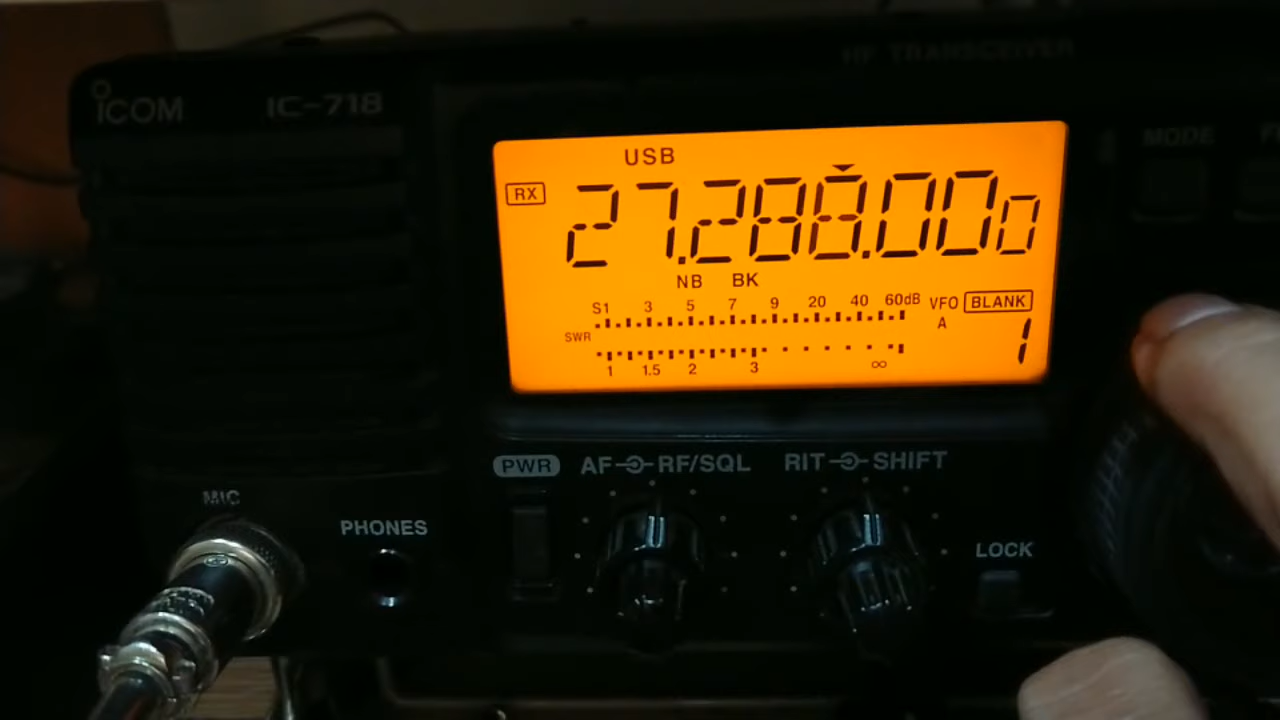 HF TRANSCEIVER
ICOM IC-718
MODE
USB
RX 27.288.000
NB BK
S1 3 5 7 9 20 40 60dB VFO BLANK
A
SWR
1
1 1.5 2 3 ∞
PWR AF RF/SQL RIT SHIFT
MIC
PHONES
LOCK